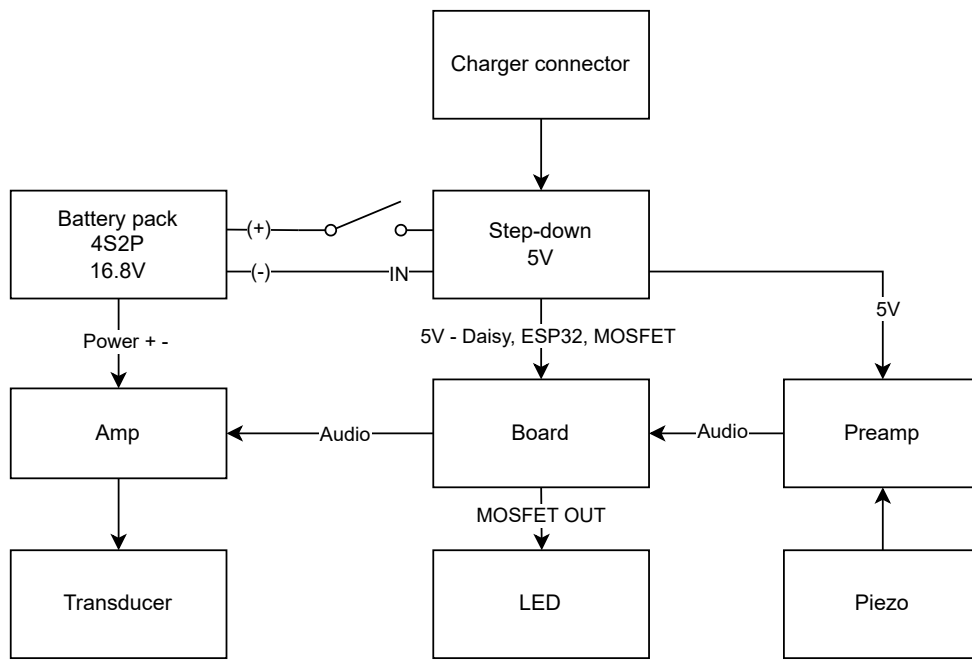 Charger connector
Battery pack
4S2P
16.8V
(+)
(-)
IN
Step-down
5V
Power + -
5V - Daisy, ESP32, MOSFET
5V
Amp
Audio
Board
Audio
Preamp
MOSFET OUT
Transducer
LED
Piezo